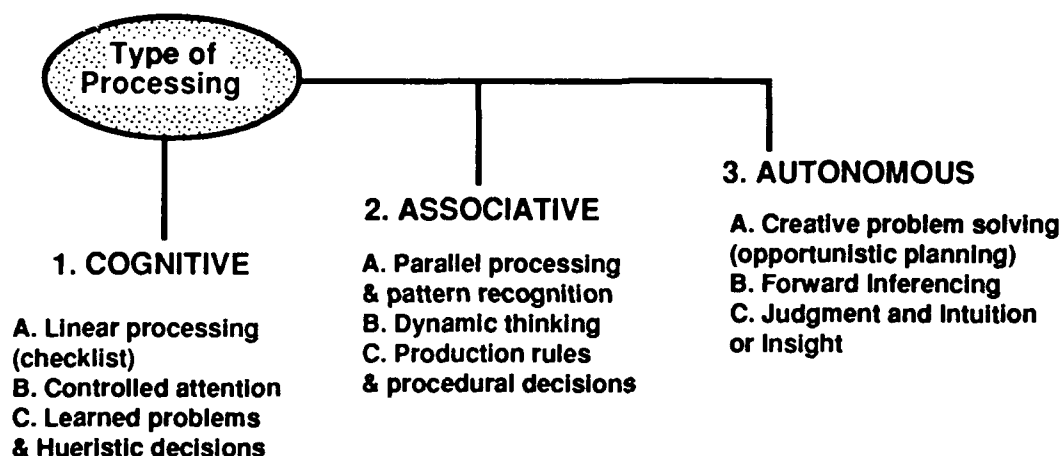 Type of
Processing
1. COGNITIVE
A. Linear processing
(checklist)
B. Controlled attention
C. Learned problems
& Hueristic decisions
2. ASSOCIATIVE
A. Parallel processing
& pattern recognition
B. Dynamic thinking
C. Production rules
& procedural decisions
3. AUTONOMOUS
A. Creative problem solving
(opportunistic planning)
B. Forward Inferencing
C. Judgment and Intuition
or Insight